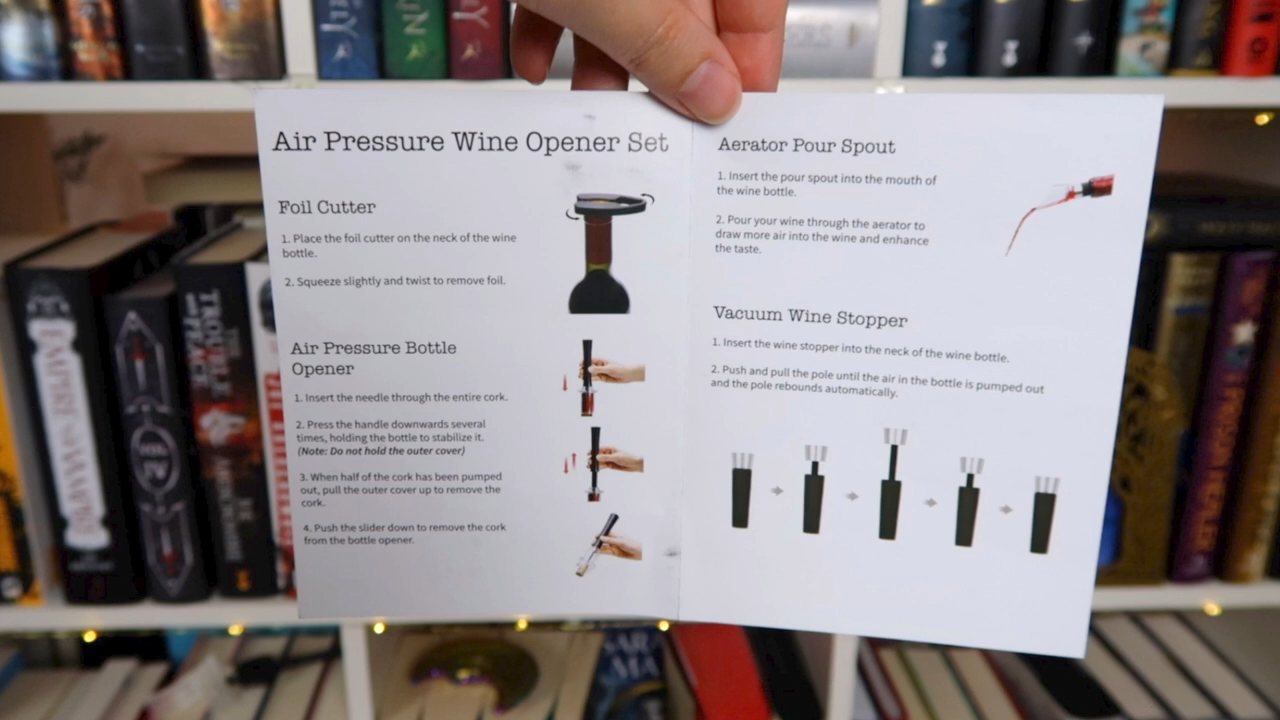 Air Pressure Wine Opener Set
Foil Cutter
1. Place the foil cutter on the neck of the wine
bottle.
2. Squeeze slightly and twist to remove foil.
Air Pressure Bottle
Opener
1. Insert the needle through the entire cork.
2. Press the handle downwards several
times, holding the bottle to stabilize it.
(Note: Do not hold the outer cover)
3. When half of the cork has been pumped
out, pull the outer cover up to remove the
cork.
4. Push the slider down to remove the cork
from the bottle opener.
Aerator Pour Spout
1. Insert the pour spout into the mouth of
the wine bottle.
2. Pour your wine through the aerator to
draw more air into the wine and enhance
the taste.
Vacuum Wine Stopper
1. Insert the wine stopper into the neck of the wine bottle.
2. Push and pull the pole until the air in the bottle is pumped out
and the pole rebounds automatically.
EMPIRE VAMPIRE
THE
TROUBLE
PEACE